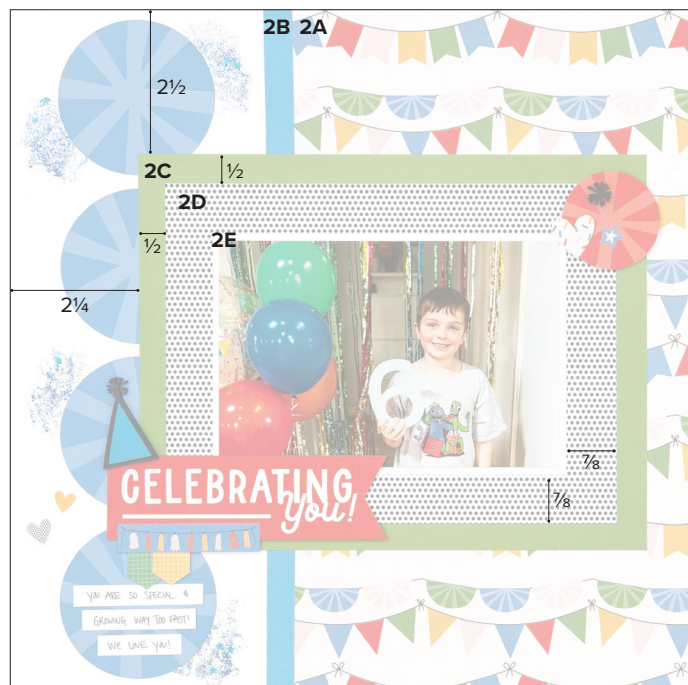 2B 2A
2½
2C
½
2D
½
2E
2¼
6
⅞
⅞
CELEBRATING
You!
YOU ARE SO SPECIAL &
GROWING WAY TOO FAST!
WE LOVE YOU!